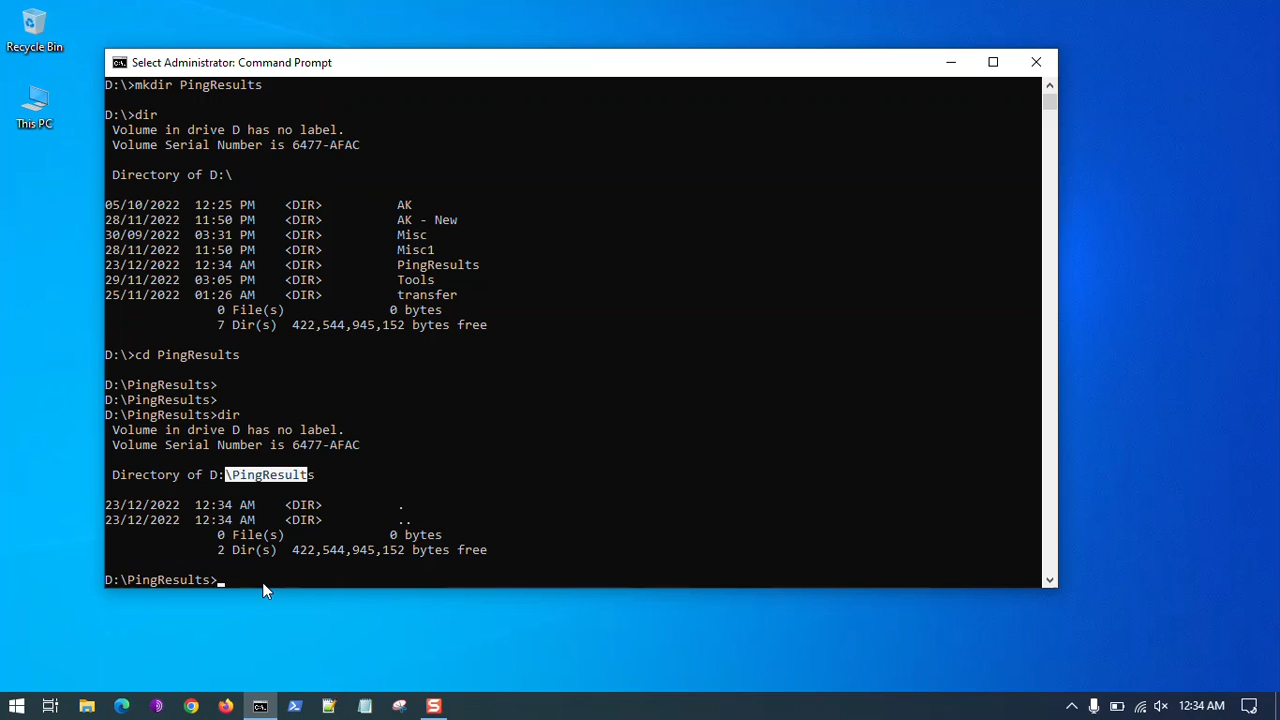 Recycle Bin
This PC
Select Administrator: Command Prompt
D:\>mkdir PingResults
D:\>dir
Volume in drive D has no label.
Volume Serial Number is 6477-AFAC
Directory of D:\
05/10/2022 12:25 PM <DIR> AK
28/11/2022 11:50 PM <DIR> AK - New
30/09/2022 03:31 PM <DIR> Misc
28/11/2022 11:50 PM <DIR> Misc1
23/12/2022 12:34 AM <DIR> PingResults
29/11/2022 03:05 PM <DIR> Tools
25/11/2022 01:26 AM <DIR> transfer
0 File(s) 0 bytes
7 Dir(s) 422,544,945,152 bytes free
D:\>cd PingResults
D:\PingResults>
D:\PingResults>
D:\PingResults>dir
Volume in drive D has no label.
Volume Serial Number is 6477-AFAC
Directory of D:\PingResults
23/12/2022 12:34 AM <DIR> .
23/12/2022 12:34 AM <DIR> ..
0 File(s) 0 bytes
2 Dir(s) 422,544,945,152 bytes free
D:\PingResults>
12:34 AM